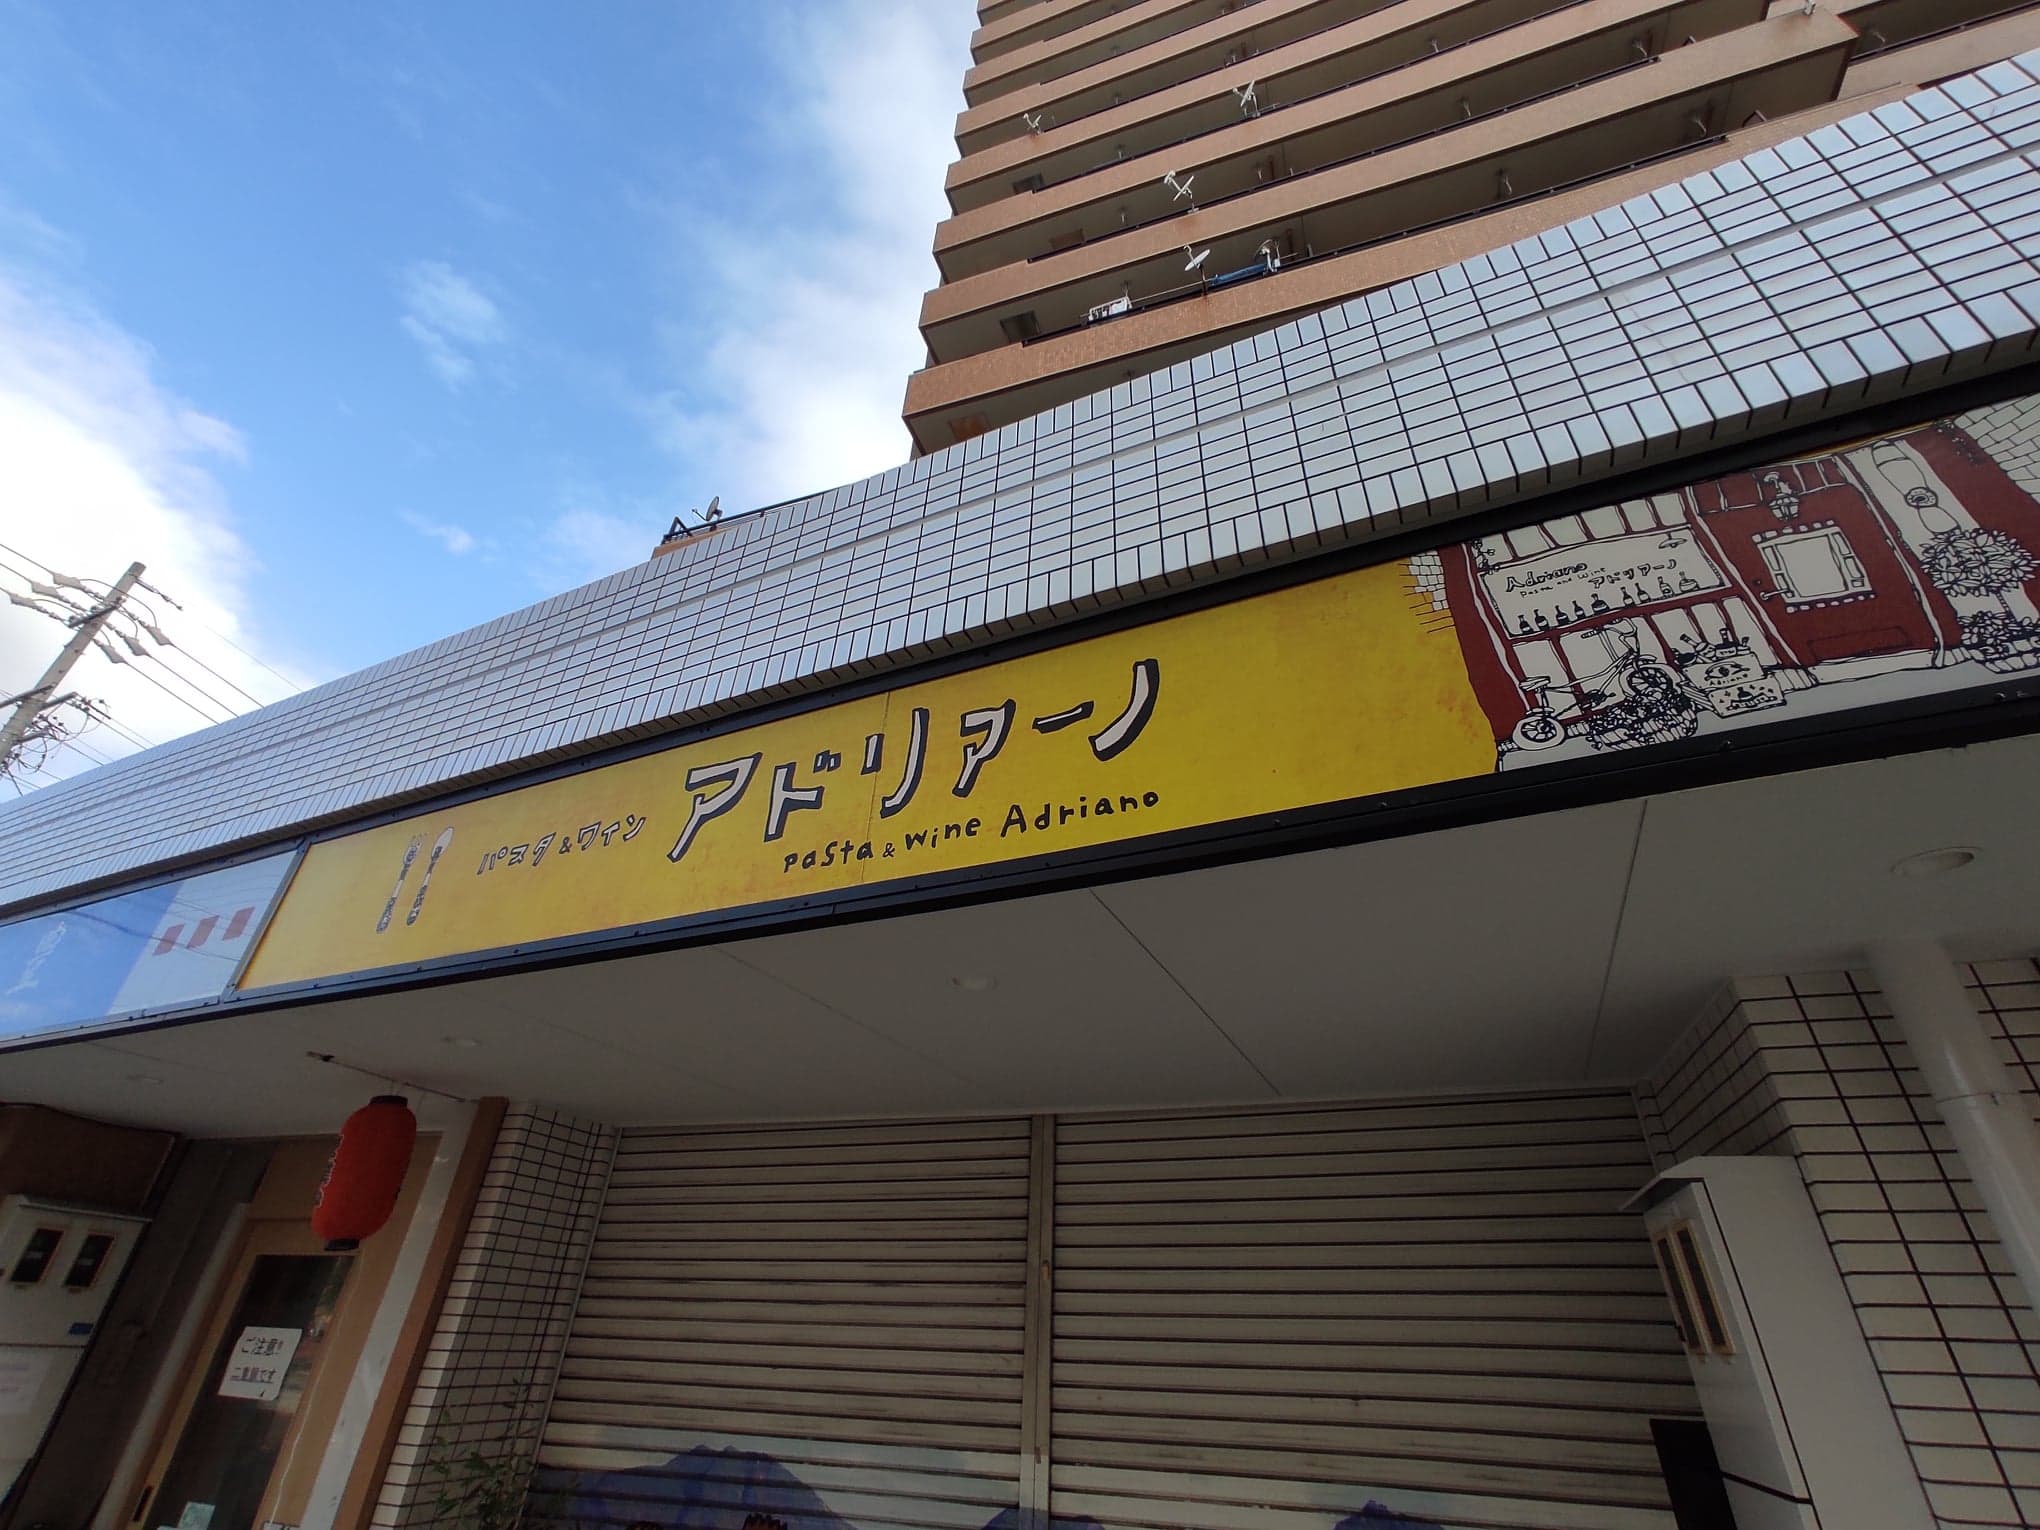 パスタ&ワイン アドリアーノ
Pasta & wine Adriano
Adriano
Pasta and Wine アドリアーノ
Adriano
ご注意!!
二重扉です